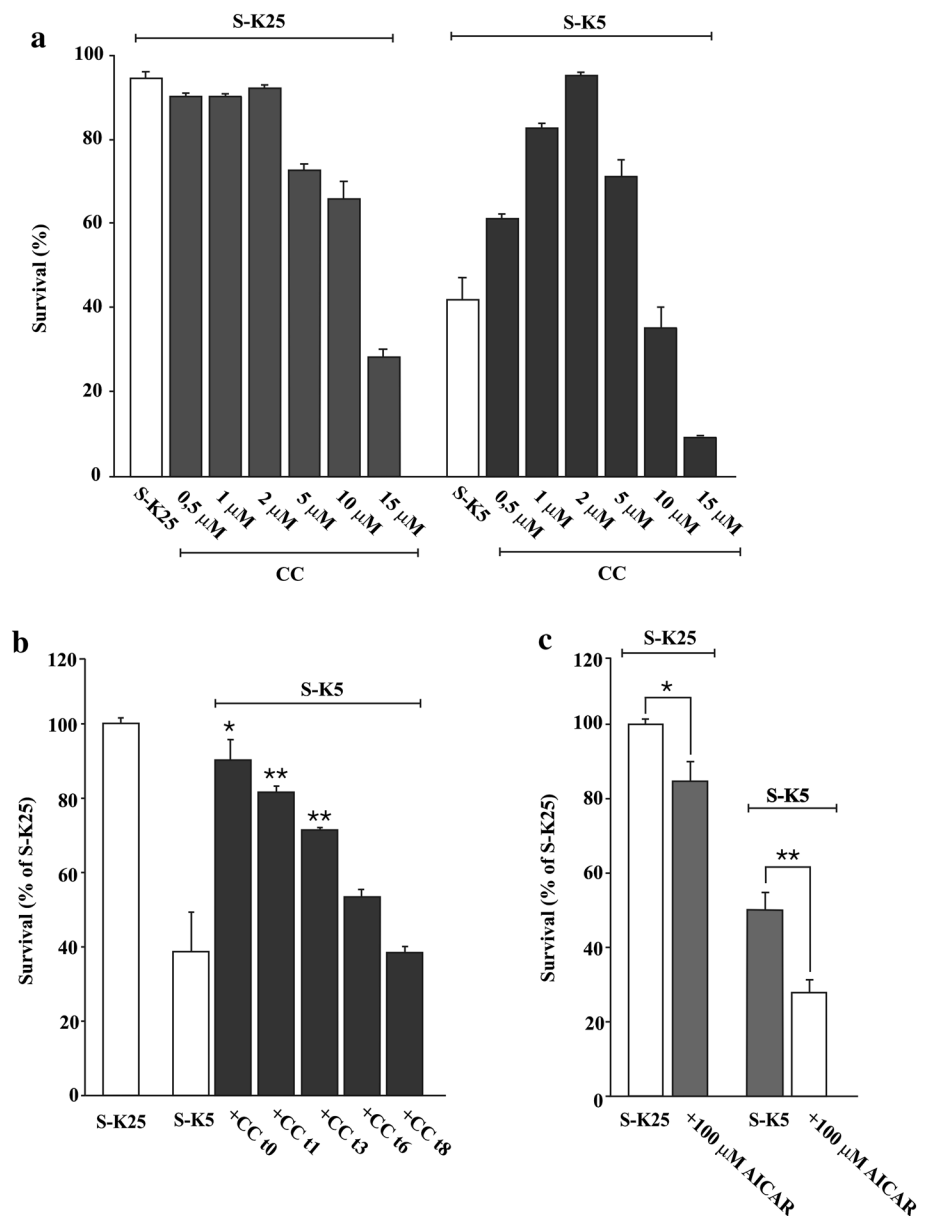 a
S-K25
S-K5
100
80
60
40
20
0
Survival (%)
S-K25
0,5 μM
1 μM
2 μM
5 μM
10 μM
15 μM
CC
S-K5
0,5 μM
1 μM
2 μM
5 μM
10 μM
15 μM
CC
b
120
100
80
60
40
20
0
Survival (% of S-K25)
S-K5
*
**
**
S-K25
S-K5
+CC t0
+CC t1
+CC t3
+CC t6
+CC t8
c
S-K25
120
100
80
60
40
20
0
Survival (% of S-K25)
*
S-K5
**
S-K25
+100 μM AICAR
S-K5
+100 μM AICAR